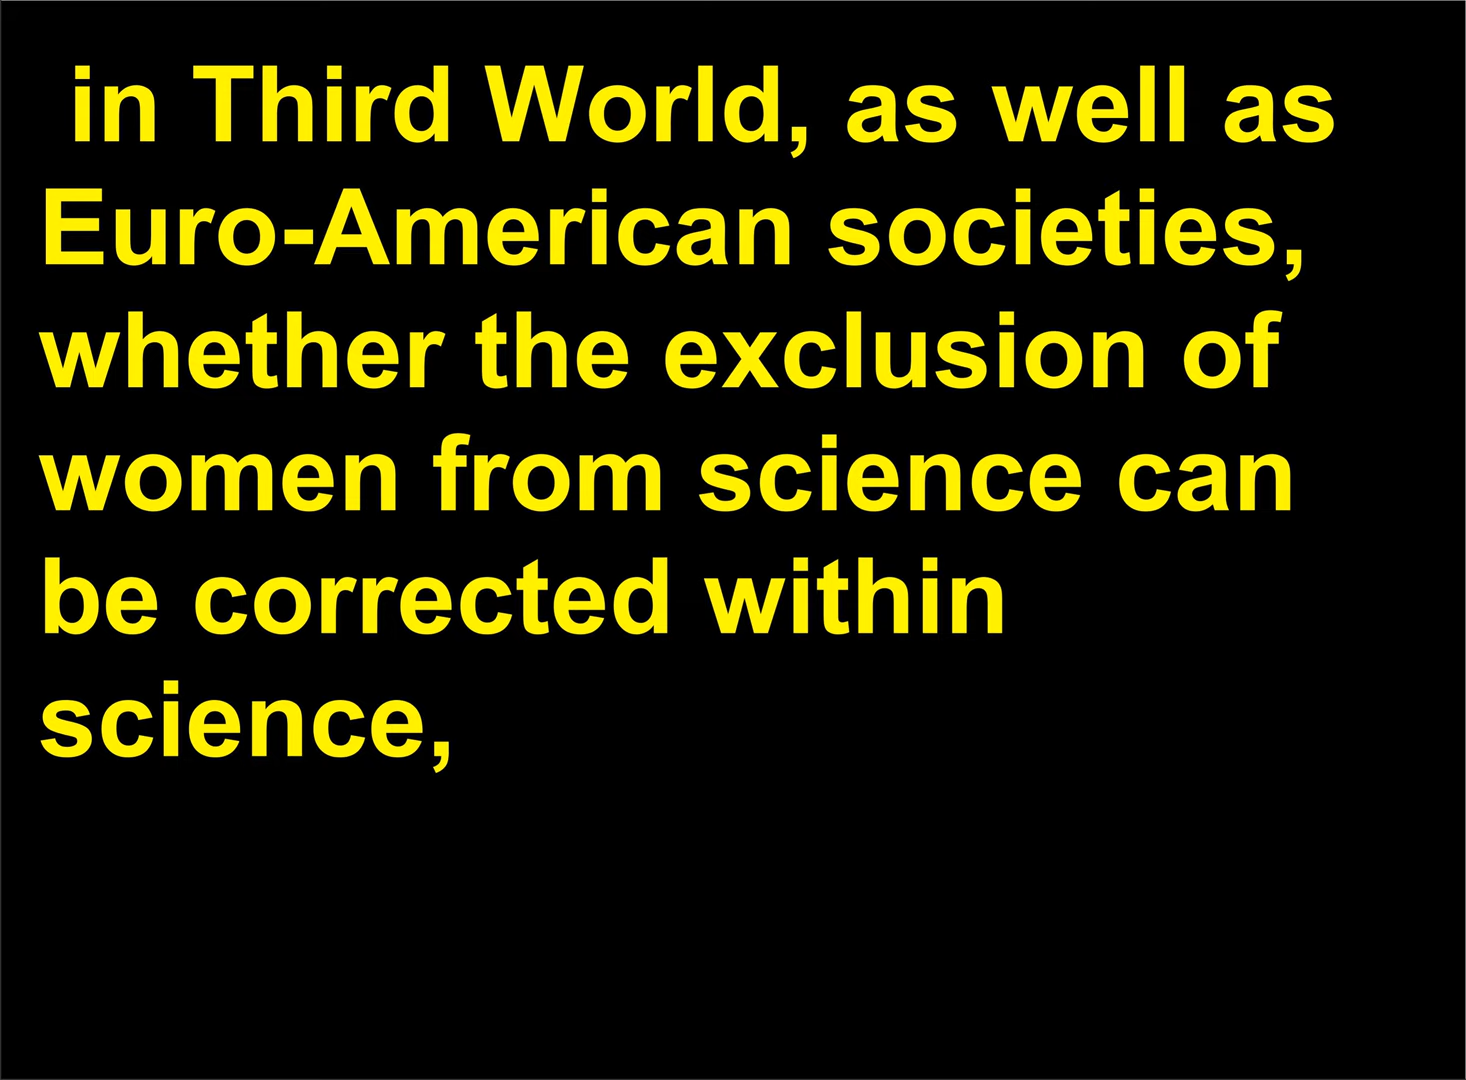 in Third World, as well as
Euro-American societies,
whether the exclusion of
women from science can
be corrected within
science,